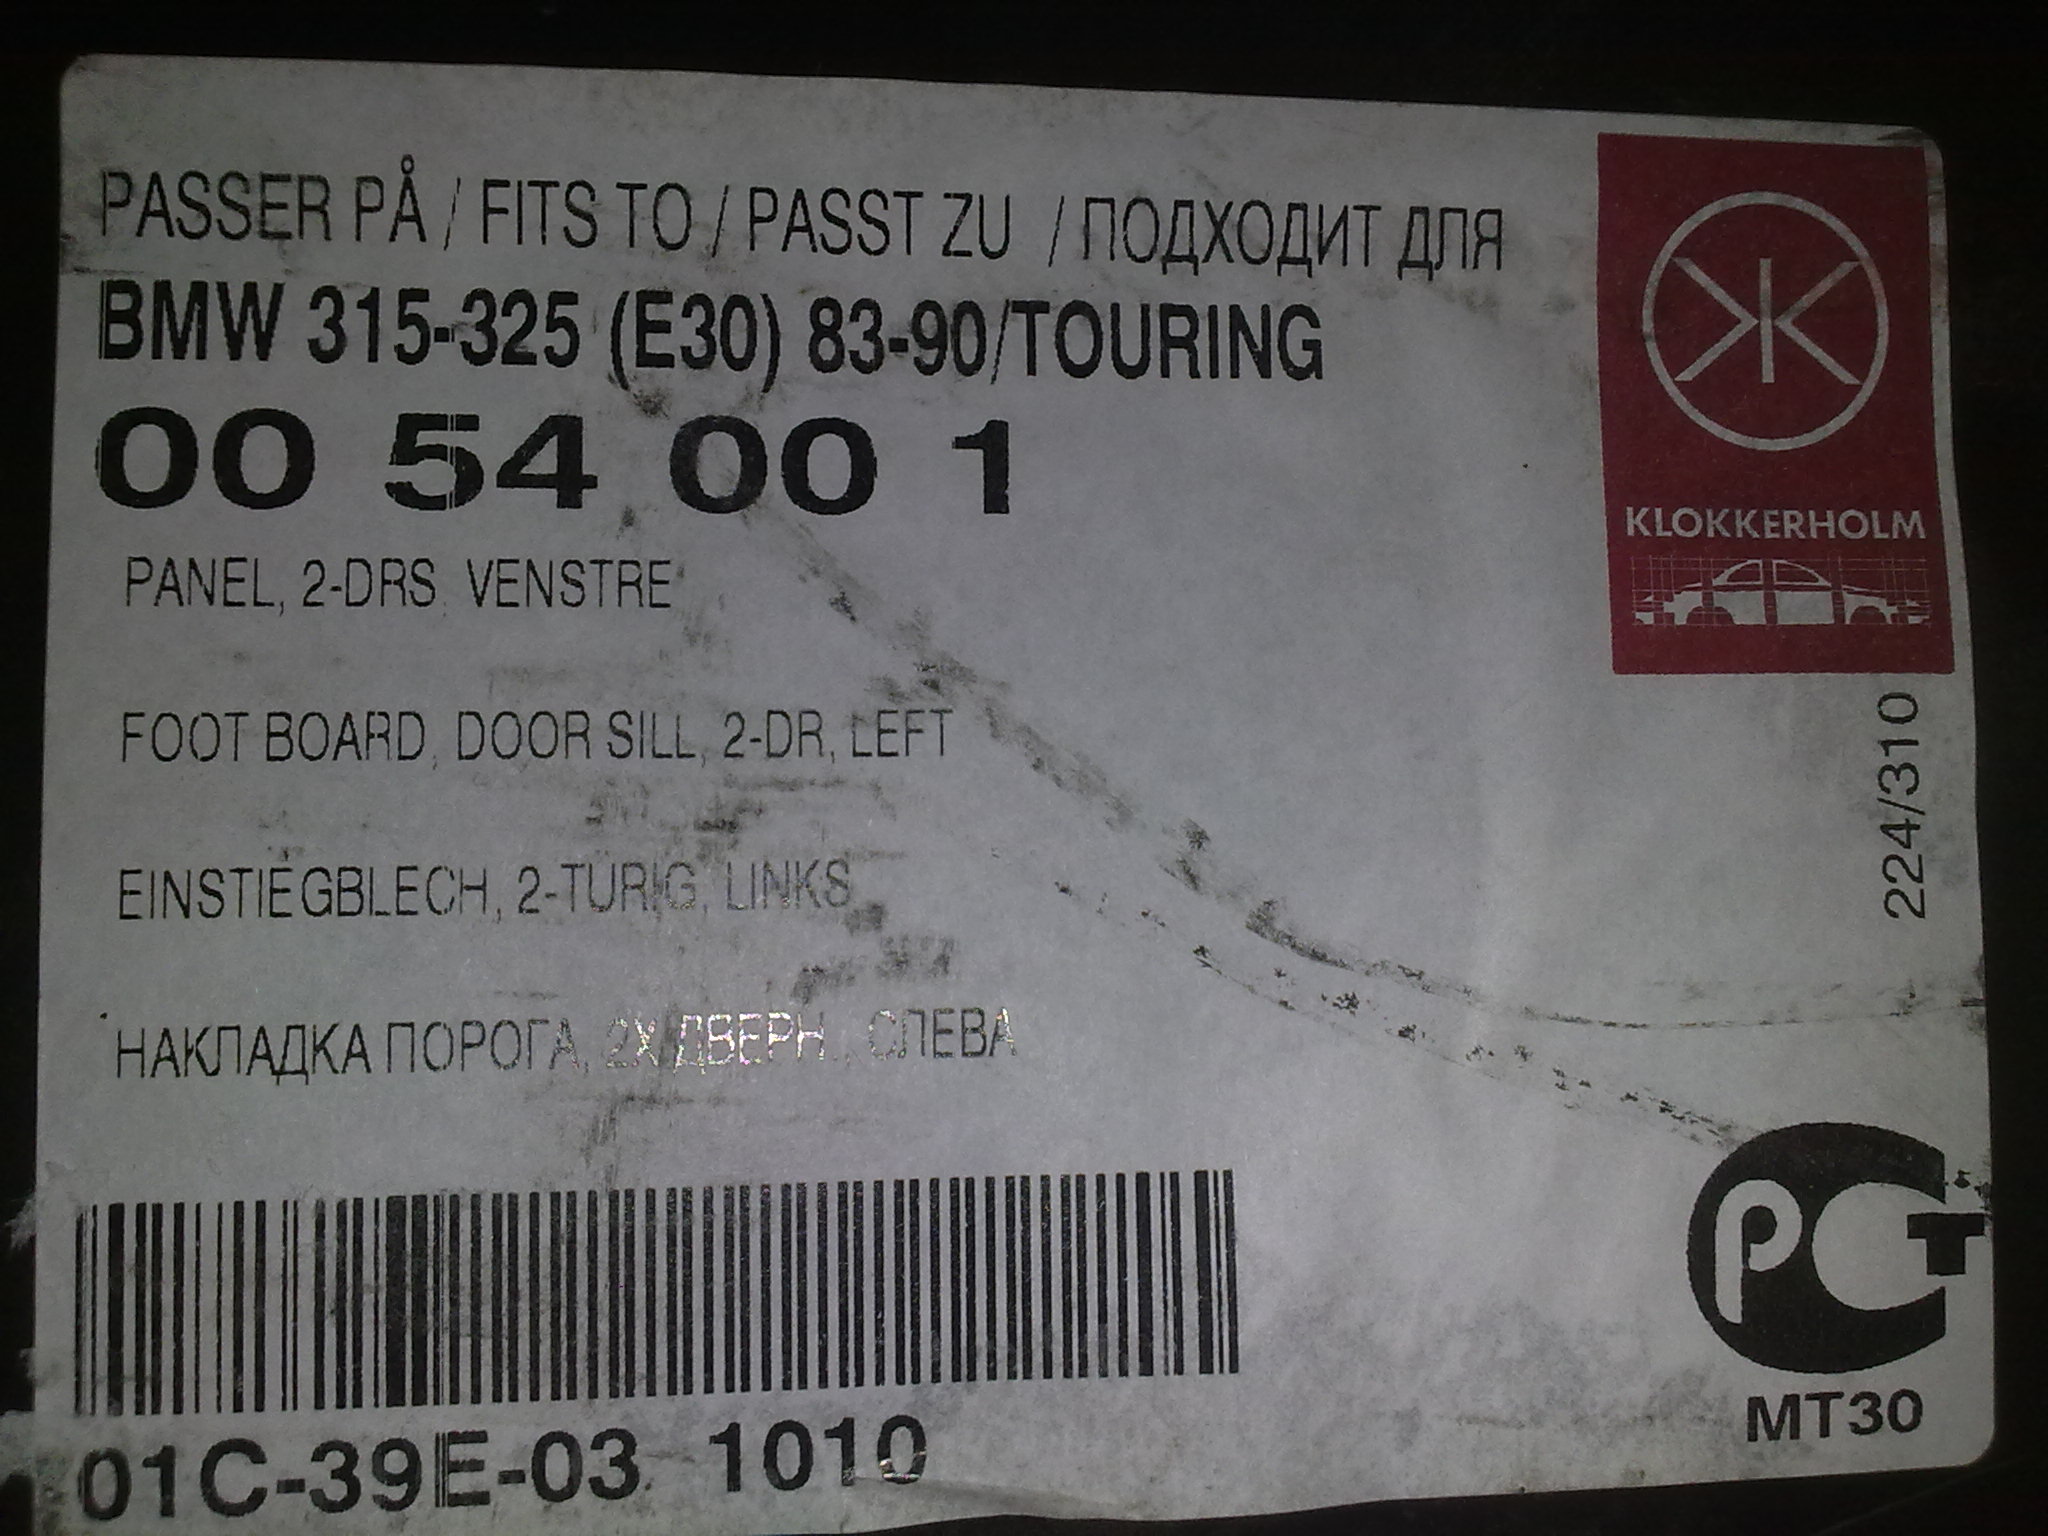 PASSER PÅ / FITS TO / PASST ZU / ПОДХОДИТ ДЛЯ
BMW 315-325 (E30) 83-90/TOURING
00 54 00 1
KLOKKERHOLM
PANEL, 2-DRS. VENSTRE
FOOT BOARD, DOOR SILL, 2-DR, LEFT
224/310
EINSTIEGBLECH, 2-TÜRIG, LINKS
НАКЛАДКА ПОРОГА, 2Х/ДВЕРН., СЛЕВА
РСТ
MT30
01C-39E-03 1010